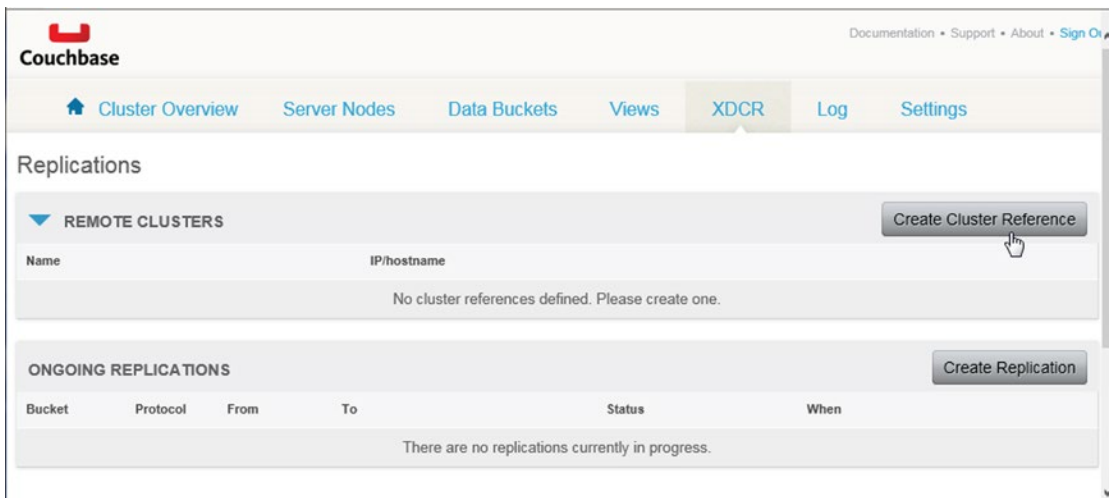 Documentation • Support • About • Sign Ou
Couchbase
Cluster Overview Server Nodes Data Buckets Views XDCR Log Settings
Replications
REMOTE CLUSTERS Create Cluster Reference
Name IP/hostname
No cluster references defined. Please create one.
ONGOING REPLICATIONS Create Replication
Bucket Protocol From To Status When
There are no replications currently in progress.